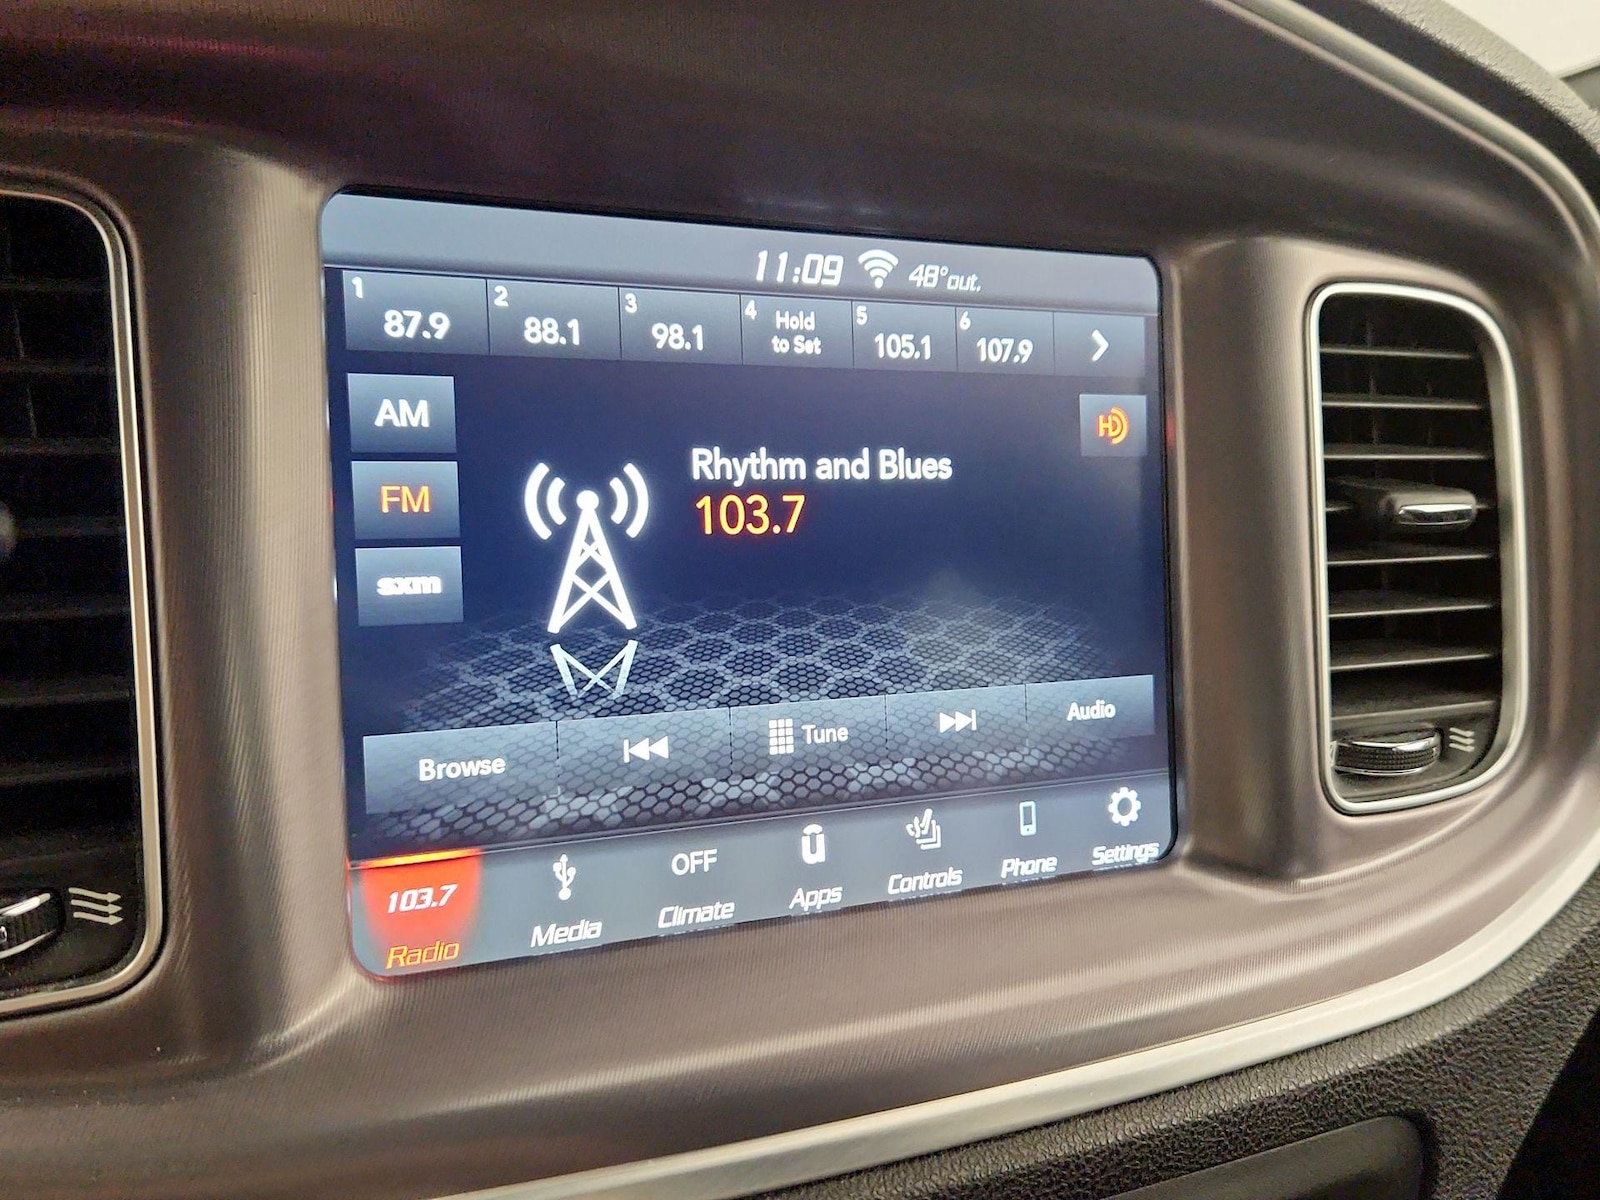 11:09 48° out.
1 87.9
2 88.1
3 98.1
4 Hold
to Set
5 105.1
6 107.9
AM
FM
sxm
HD
Rhythm and Blues
103.7
Browse
Tune
Audio
103.7
Radio
Media
OFF
Climate
Apps
Controls
Phone
Settings